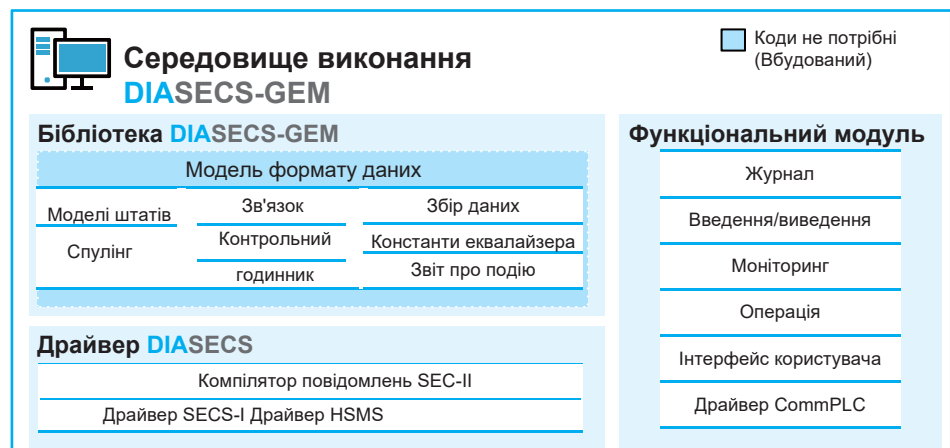 Середовище виконання
DIASECS-GEM
Коди не потрібні
(Вбудований)
Бібліотека DIASECS-GEM
Модель формату даних
Моделі штатів
Спулінг
Зв'язок
Контрольний
годинник
Збір даних
Константи еквалайзера
Звіт про подію
Драйвер DIASECS
Компілятор повідомлень SEC-II
Драйвер SECS-I Драйвер HSMS
Функціональний модуль
Журнал
Введення/виведення
Моніторинг
Операція
Інтерфейс користувача
Драйвер CommPLC